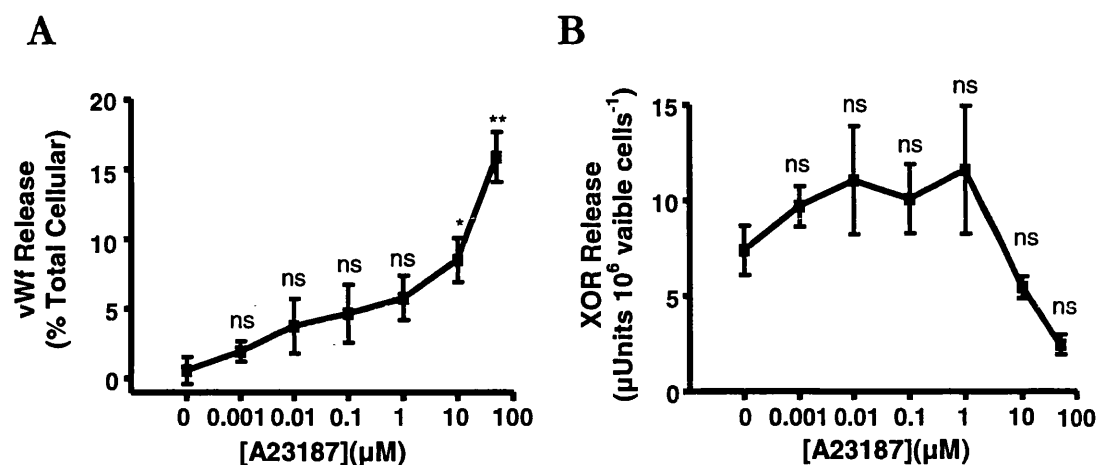 A
vWf Release
(% Total Cellular)
20
15
10
5
0
ns
ns
ns
ns
*
**
0 0.001 0.01 0.1 1 10 100
[A23187](µM)
B
XOR Release
(µUnits 10⁶ vaible cells⁻¹)
15
10
5
0
ns
ns
ns
ns
ns
ns
0 0.001 0.01 0.1 1 10 100
[A23187](µM)